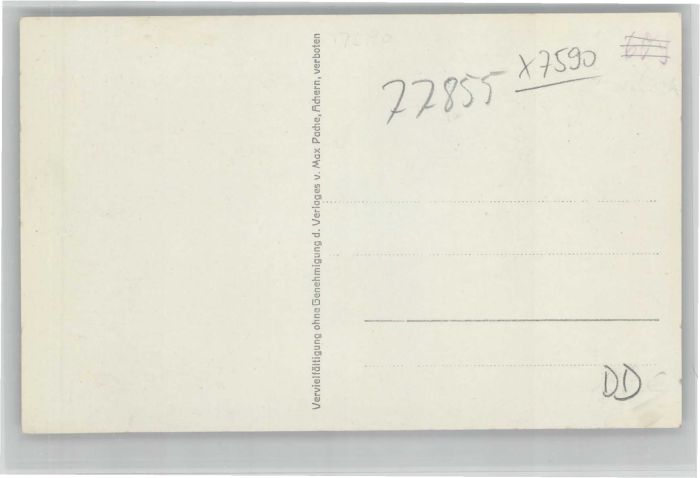 Vervielfältigung ohne Genehmigung d. Verlages v. Max Pache, Achern, verboten
77855
x7590
DD